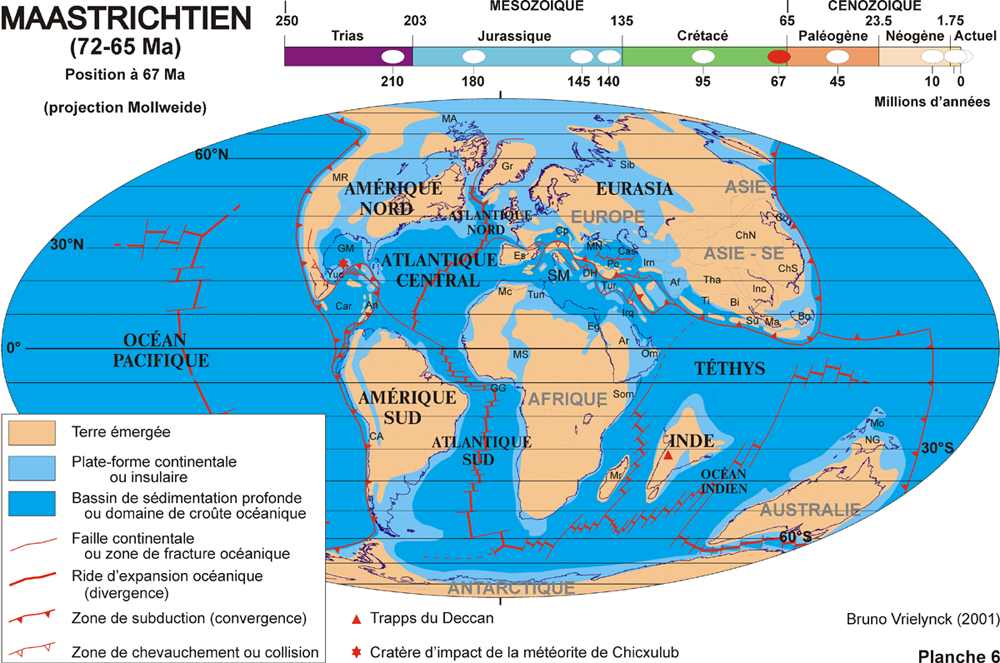 MAASTRICHTIEN
(72-65 Ma)
Position à 67 Ma
(projection Mollweide)
MESOZOIQUE
CENOZOIQUE
250
203
135
65
23.5
1.75
Actuel
Trias
Jurassique
Crétacé
Paléogène
Néogène
210
180
145
140
95
67
45
10
0
Millions d'années
60°N
30°N
0°
30°S
60°S
MA
Gr
Sib
MR
AMÉRIQUE
NORD
EURASIA
ASIE
ATLANTIQUE
NORD
EUROPE
Go
ChN
GM
Cp
MN
Cas
ATLANTIQUE
CENTRAL
Es
SM
Po
Irn
ASIE - SE
ChS
Yuc
DH
Tur
Af
Tha
Inc
Car
An
Mc
Tun
Irq
Ti
Bi
Su
Ma
Bo
Eg
Ar
Om
OCÉAN
PACIFIQUE
MS
TÉTHYS
GG
AMÉRIQUE
SUD
AFRIQUE
Som
CA
ATLANTIQUE
SUD
INDE
Mo
NG
Mr
OCÉAN
INDIEN
AUSTRALIE
ANTARCTIQUE
Terre émergée
Plate-forme continentale
ou insulaire
Bassin de sédimentation profonde
ou domaine de croûte océanique
Faille continentale
ou zone de fracture océanique
Ride d'expansion océanique
(divergence)
Zone de subduction (convergence)
Zone de chevauchement ou collision
Trapps du Deccan
Cratère d'impact de la météorite de Chicxulub
Bruno Vrielynck (2001)
Planche 6